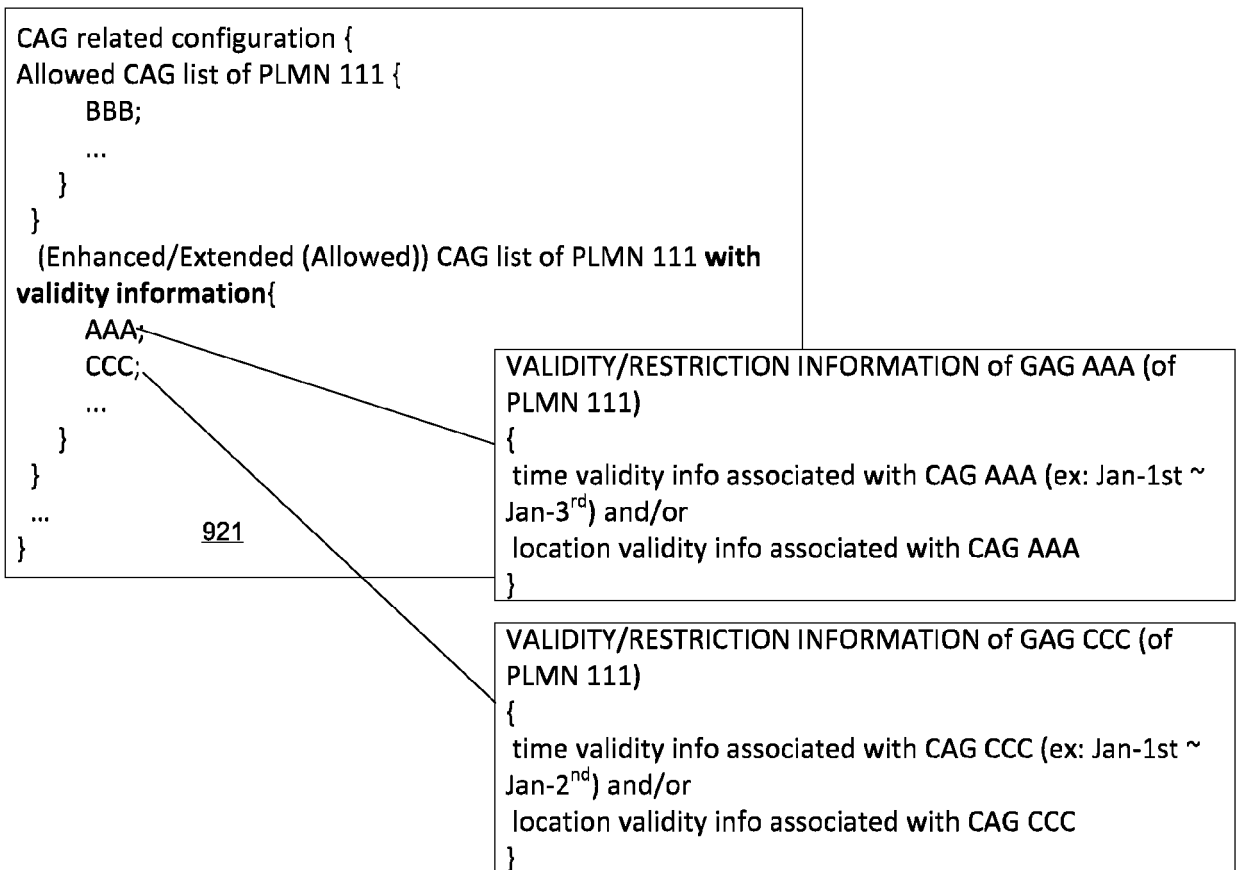 CAG related configuration {
Allowed CAG list of PLMN 111 {
BBB;
...
}
}
(Enhanced/Extended (Allowed)) CAG list of PLMN 111 with
validity information{
AAA;
CCC;
...
}
}
...
}
921
VALIDITY/RESTRICTION INFORMATION of GAG AAA (of
PLMN 111)
{
time validity info associated with CAG AAA (ex: Jan-1st ~
Jan-3rd) and/or
location validity info associated with CAG AAA
}
VALIDITY/RESTRICTION INFORMATION of GAG CCC (of
PLMN 111)
{
time validity info associated with CAG CCC (ex: Jan-1st ~
Jan-2nd) and/or
location validity info associated with CAG CCC
}